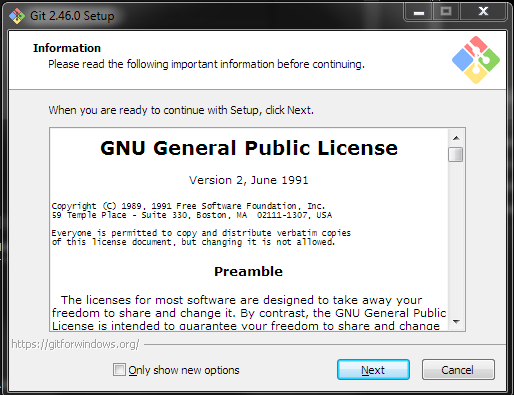 Git 2.46.0 Setup
Information
Please read the following important information before continuing.
When you are ready to continue with Setup, click Next.
GNU General Public License
Version 2, June 1991
Copyright (C) 1989, 1991 Free Software Foundation, Inc.
59 Temple Place - Suite 330, Boston, MA  02111-1307, USA
Everyone is permitted to copy and distribute verbatim copies
of this license document, but changing it is not allowed.
Preamble
The licenses for most software are designed to take away your
freedom to share and change it. By contrast, the GNU General Public
License is intended to guarantee your freedom to share and change
https://gitforwindows.org/
Only show new options
Next
Cancel